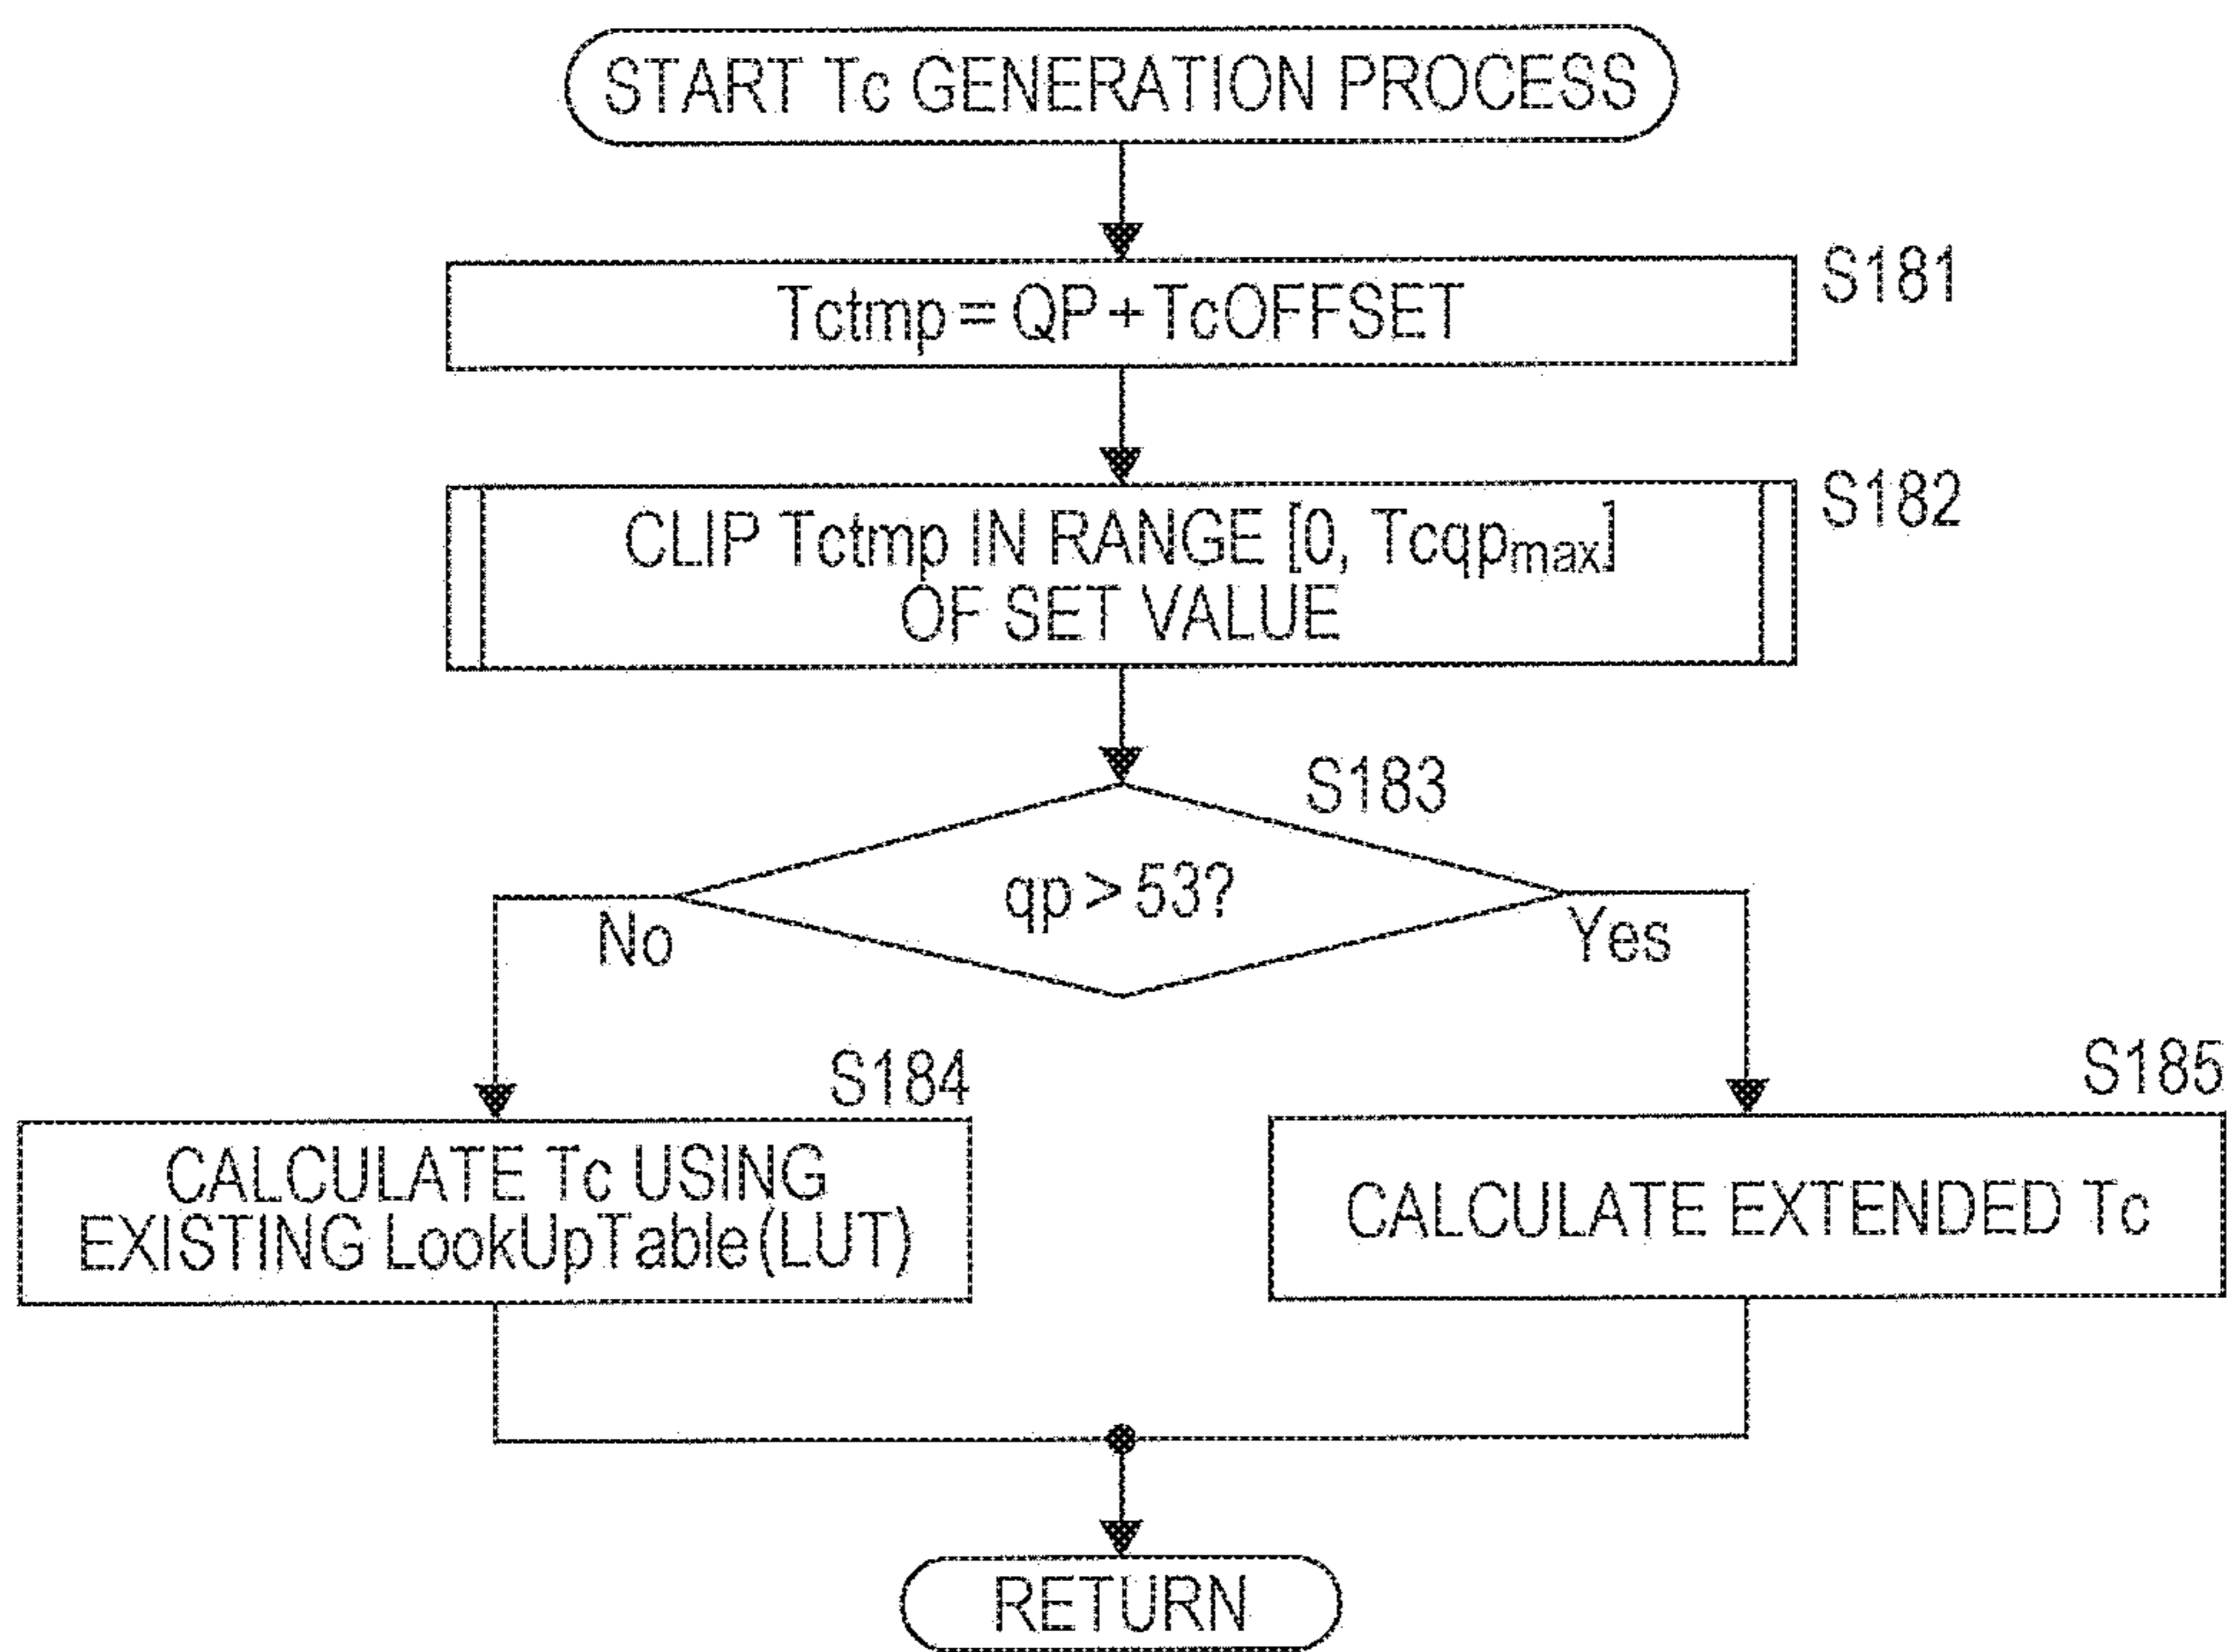 START Tc GENERATION PROCESS
S181
Tctmp = QP + TcOFFSET
S182
CLIP Tctmp IN RANGE [0, Tcqpmax]
OF SET VALUE
S183
qp > 53?
No
Yes
S184
CALCULATE Tc USING
EXISTING LookUpTable(LUT)
S185
CALCULATE EXTENDED Tc
RETURN